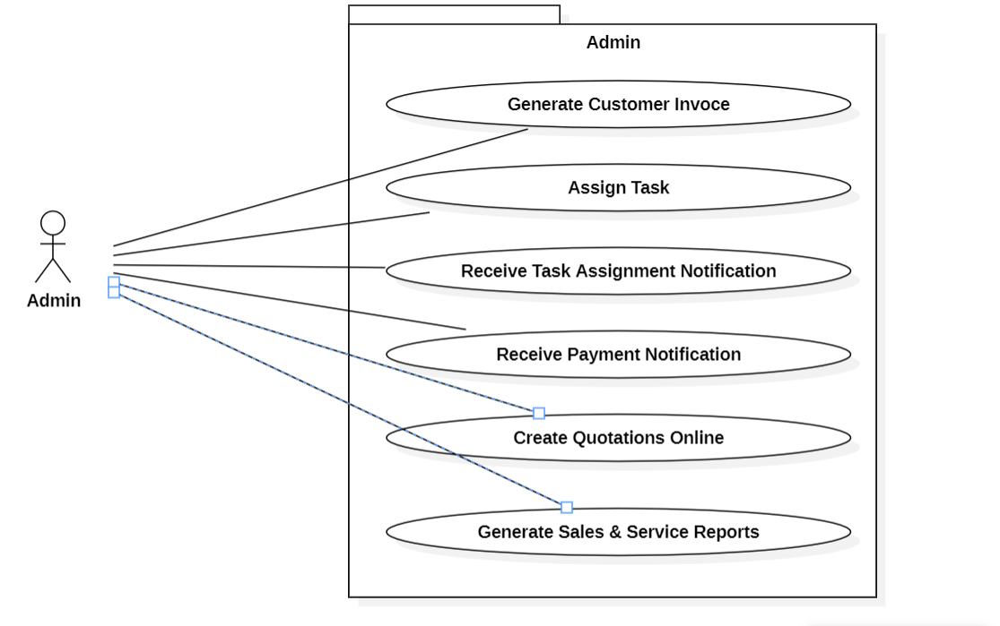 Admin
Generate Customer Invoce
Assign Task
Receive Task Assignment Notification
Admin
Receive Payment Notification
Create Quotations Online
Generate Sales & Service Reports